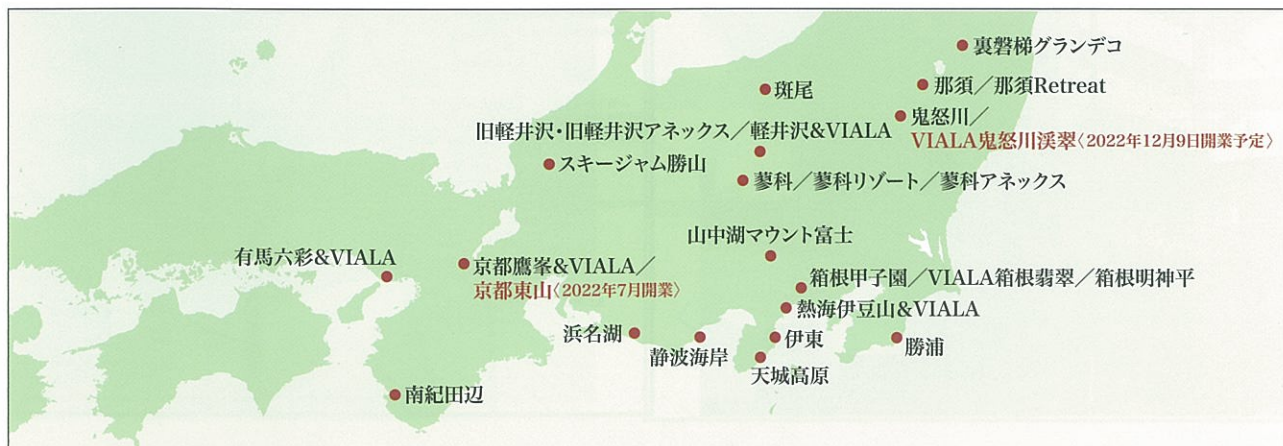 裏磐梯グランデコ
那須／那須Retreat
斑尾
鬼怒川／
VIALA鬼怒川渓翠〈2022年12月9日開業予定〉
旧軽井沢・旧軽井沢アネックス／軽井沢&VIALA
スキージャム勝山
蓼科／蓼科リゾート／蓼科アネックス
山中湖マウント富士
有馬六彩&VIALA
京都鷹峯&VIALA／
京都東山〈2022年7月開業〉
箱根甲子園／VIALA箱根翡翠／箱根明神平
熱海伊豆山&VIALA
浜名湖
静波海岸
伊東
勝浦
天城高原
南紀田辺